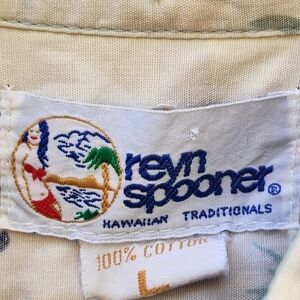 reyn
spooner®
HAWAIIAN TRADITIONALS
100% COTTON
L